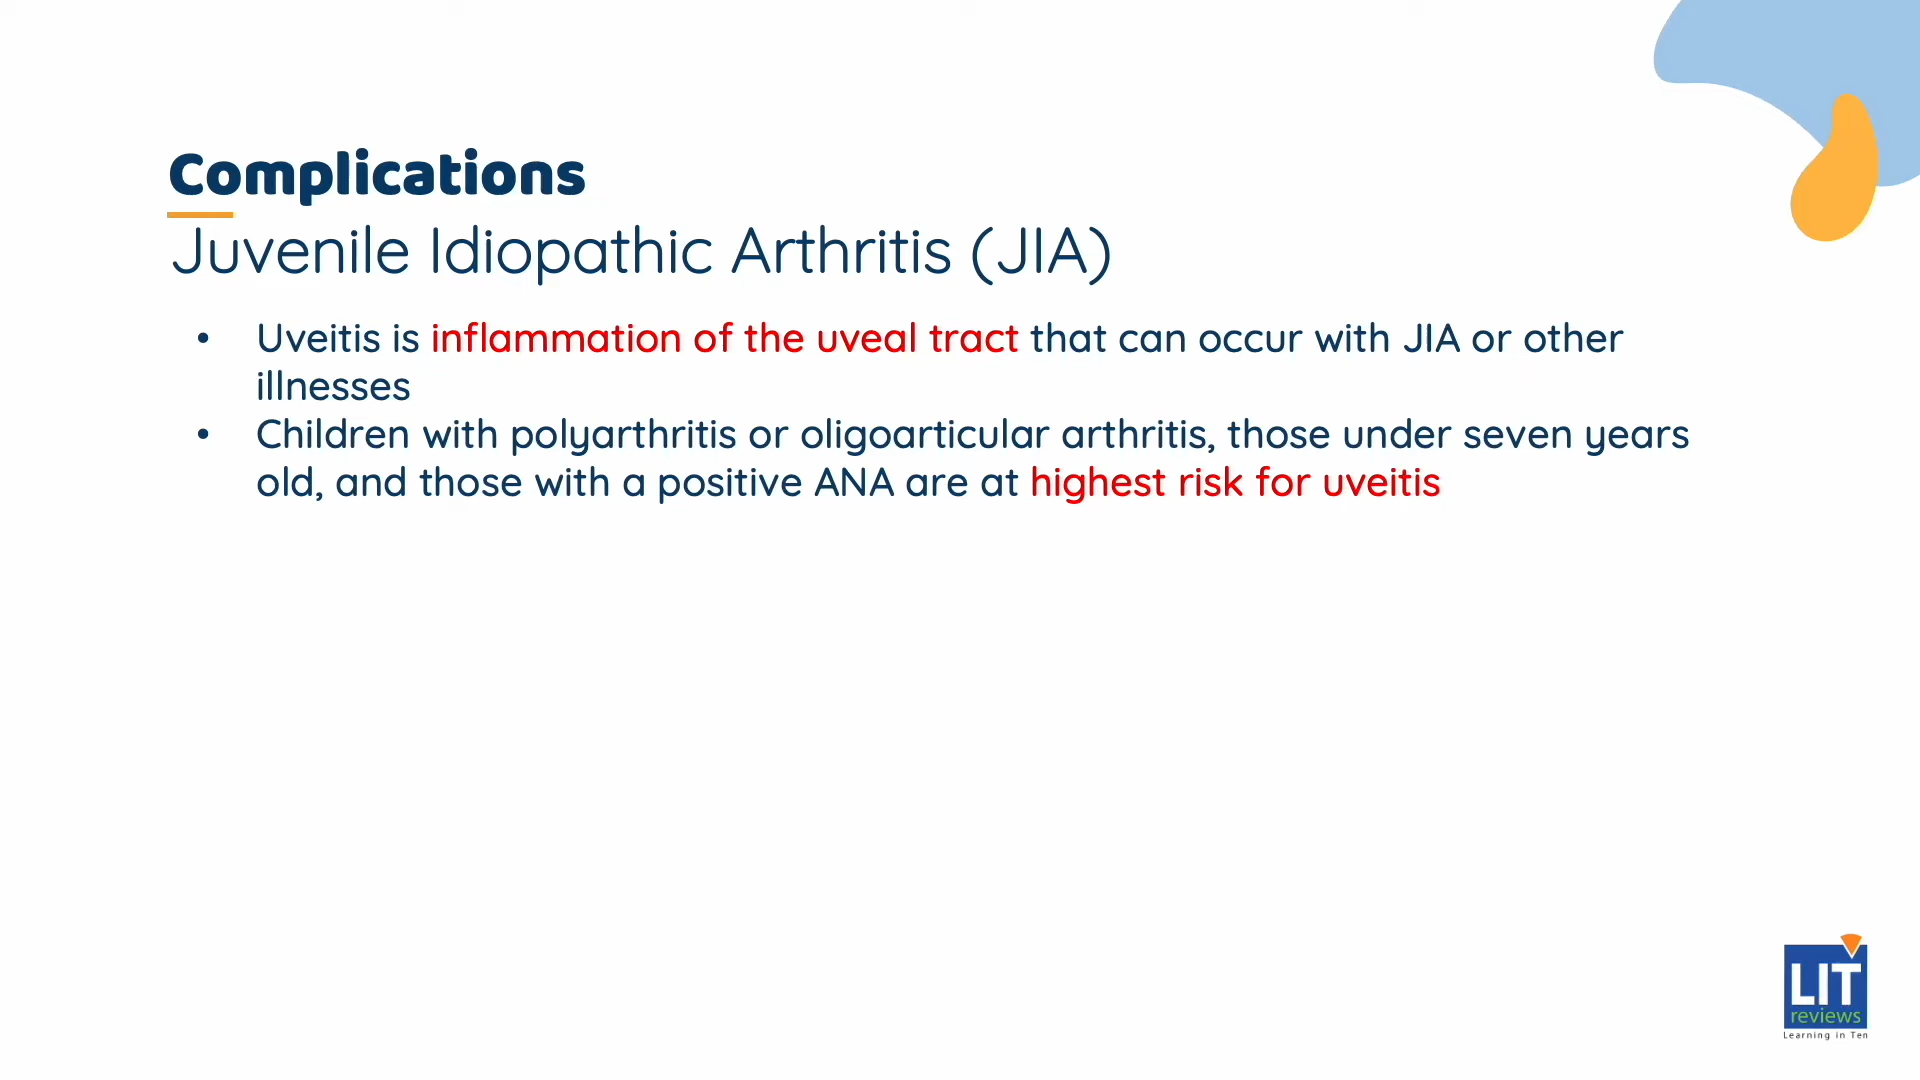 Complications
Juvenile Idiopathic Arthritis (JIA)
• Uveitis is inflammation of the uveal tract that can occur with JIA or other
illnesses
• Children with polyarthritis or oligoarticular arthritis, those under seven years
old, and those with a positive ANA are at highest risk for uveitis
LIT
reviews
Learning in Ten